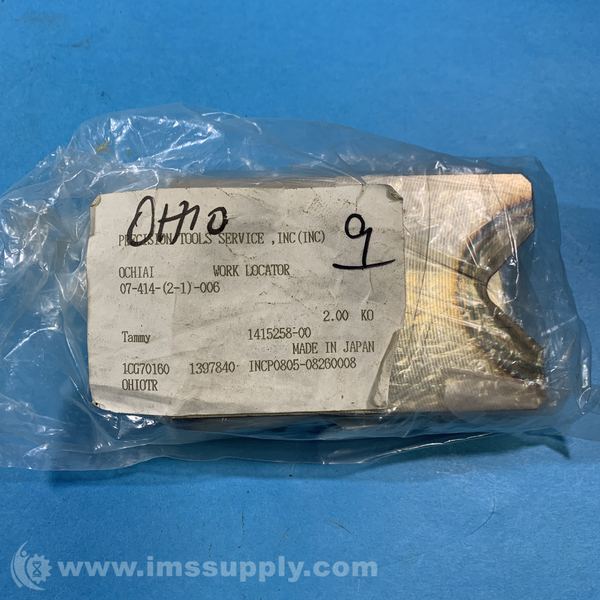 OHIO
9
PRECISION TOOLS SERVICE ,INC(INC)
OCHIAI WORK LOCATOR
07-414-(2-1)-006
2.00 KO
Tammy 1415258-00
MADE IN JAPAN
1CG70160 1397840 INCP0805-08260008
OHIOTR
www.imssupply.com